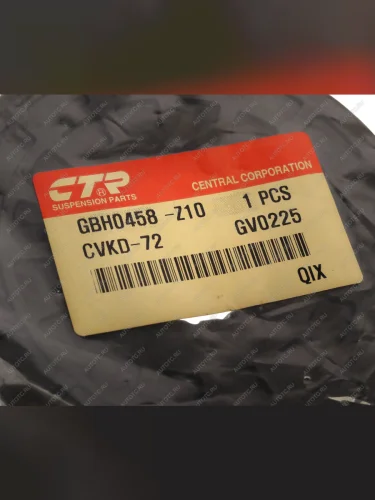 CTR ®
SUSPENSION PARTS
CENTRAL CORPORATION
GBH0458 -Z10 1 PCS
CVKD-72 GV0225
QIX